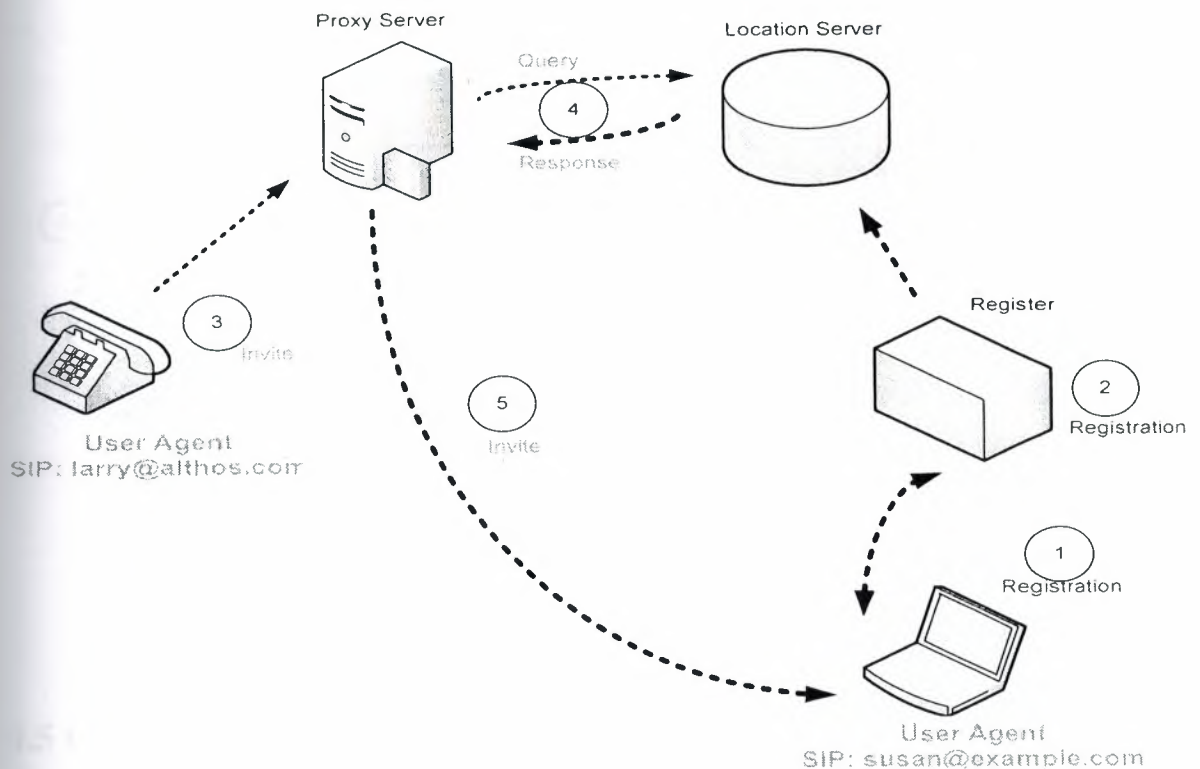 Proxy Server
Location Server
Query
4
Response
Register
3
Invite
2
Registration
5
Invite
User Agent
SIP: larry@althos.com
1
Registration
User Agent
SIP: susan@example.com